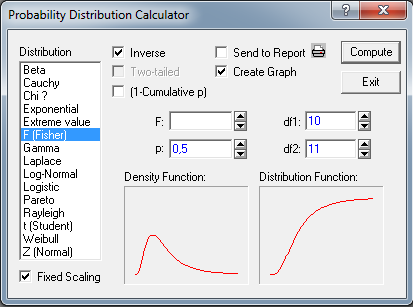 Probability Distribution Calculator
Distribution
Beta
Cauchy
Chi ?
Exponential
Extreme value
F (Fisher)
Gamma
Laplace
Log-Normal
Logistic
Pareto
Rayleigh
t (Student)
Weibull
Z (Normal)
Fixed Scaling
Inverse
Two-tailed
(1-Cumulative p)
Send to Report
Create Graph
Compute
Exit
F:
p: 0,5
df1: 10
df2: 11
Density Function:
Distribution Function: